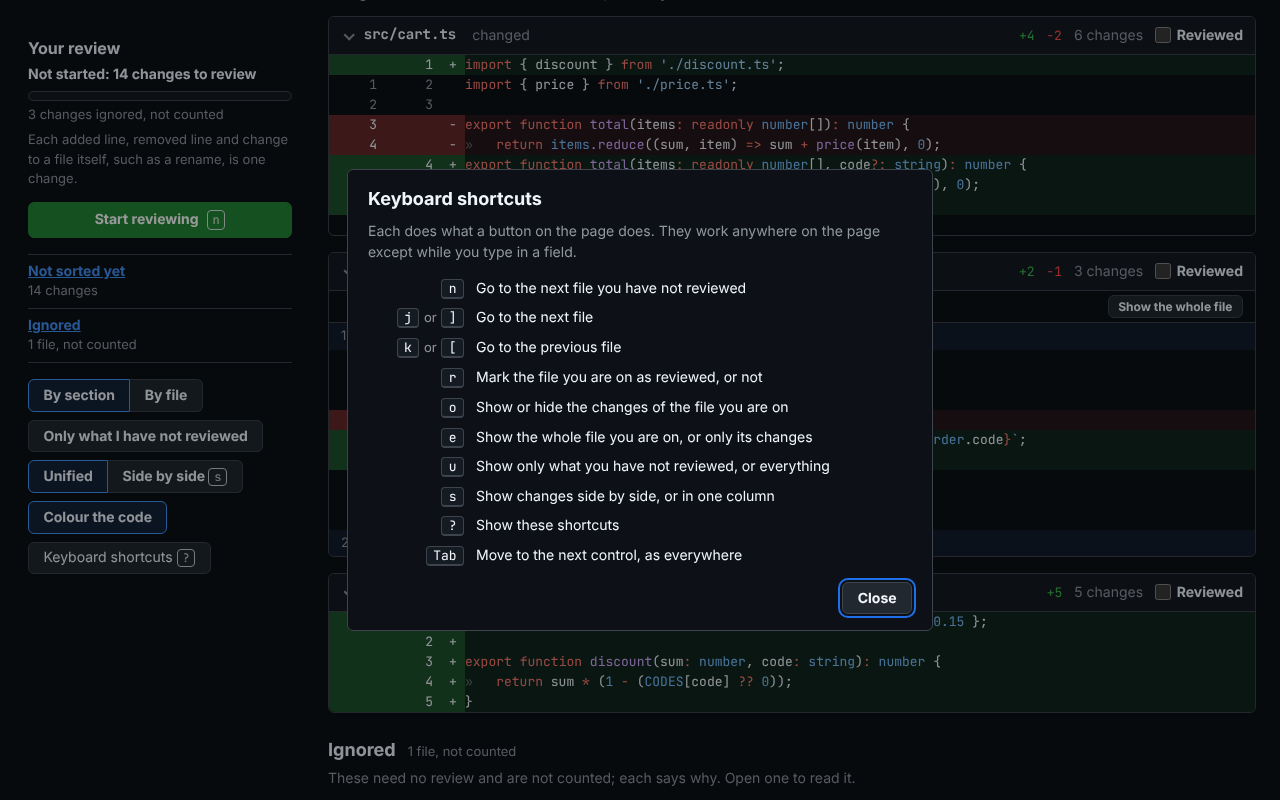 Your review
Not started: 14 changes to review
3 changes ignored, not counted
Each added line, removed line and change
to a file itself, such as a rename, is one
change.
Start reviewing n
Not sorted yet
14 changes
Ignored
1 file, not counted
By section By file
Only what I have not reviewed
Unified Side by side s
Colour the code
Keyboard shortcuts ?
src/cart.ts changed +4 -2 6 changes Reviewed
1 + import { discount } from './discount.ts';
1 2 import { price } from './price.ts';
2 3
3 - export function total(items: readonly number[]): number {
4 - » return items.reduce((sum, item) => sum + price(item), 0);
4 + export function total(items: readonly number[], code?: string): number {
), 0);
+2 -1 3 changes Reviewed
Show the whole file
1
rder.code}`;
2
+5 5 changes Reviewed
0.15 };
2 +
3 + export function discount(sum: number, code: string): number {
4 + » return sum * (1 - (CODES[code] ?? 0));
5 + }
Ignored 1 file, not counted
These need no review and are not counted; each says why. Open one to read it.
Keyboard shortcuts
Each does what a button on the page does. They work anywhere on the page
except while you type in a field.
n Go to the next file you have not reviewed
j or ] Go to the next file
k or [ Go to the previous file
r Mark the file you are on as reviewed, or not
o Show or hide the changes of the file you are on
e Show the whole file you are on, or only its changes
u Show only what you have not reviewed, or everything
s Show changes side by side, or in one column
? Show these shortcuts
Tab Move to the next control, as everywhere
Close